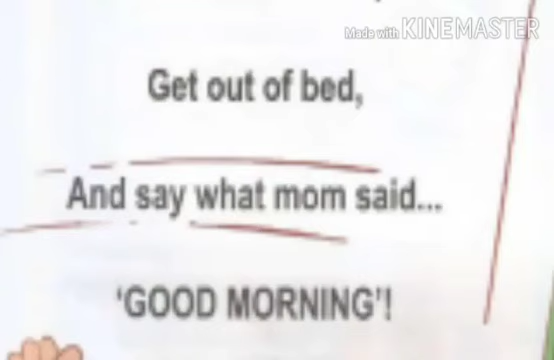 Made with KINEMASTER
Get out of bed,
And say what mom said...
'GOOD MORNING'!